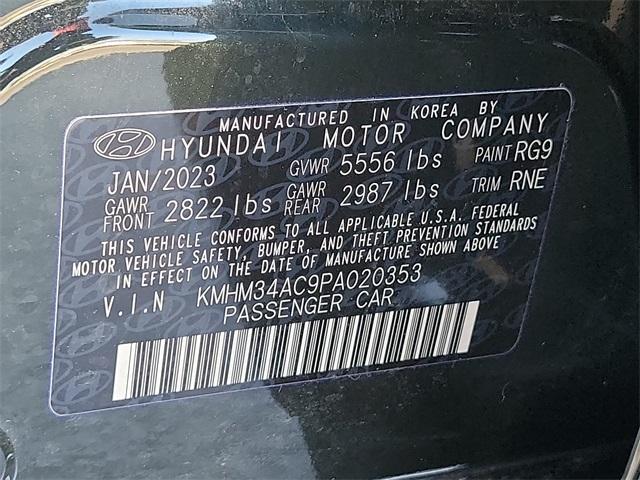 MANUFACTURED IN KOREA BY
HYUNDAI MOTOR COMPANY
JAN/2023 GVWR 5556 lbs PAINT RG9
GAWR FRONT 2822 lbs GAWR REAR 2987 lbs TRIM RNE
THIS VEHICLE CONFORMS TO ALL APPLICABLE U.S.A. FEDERAL
MOTOR VEHICLE SAFETY, BUMPER, AND THEFT PREVENTION STANDARDS
IN EFFECT ON THE DATE OF MANUFACTURE SHOWN ABOVE
V.I.N KMHM34AC9PA020353
PASSENGER CAR